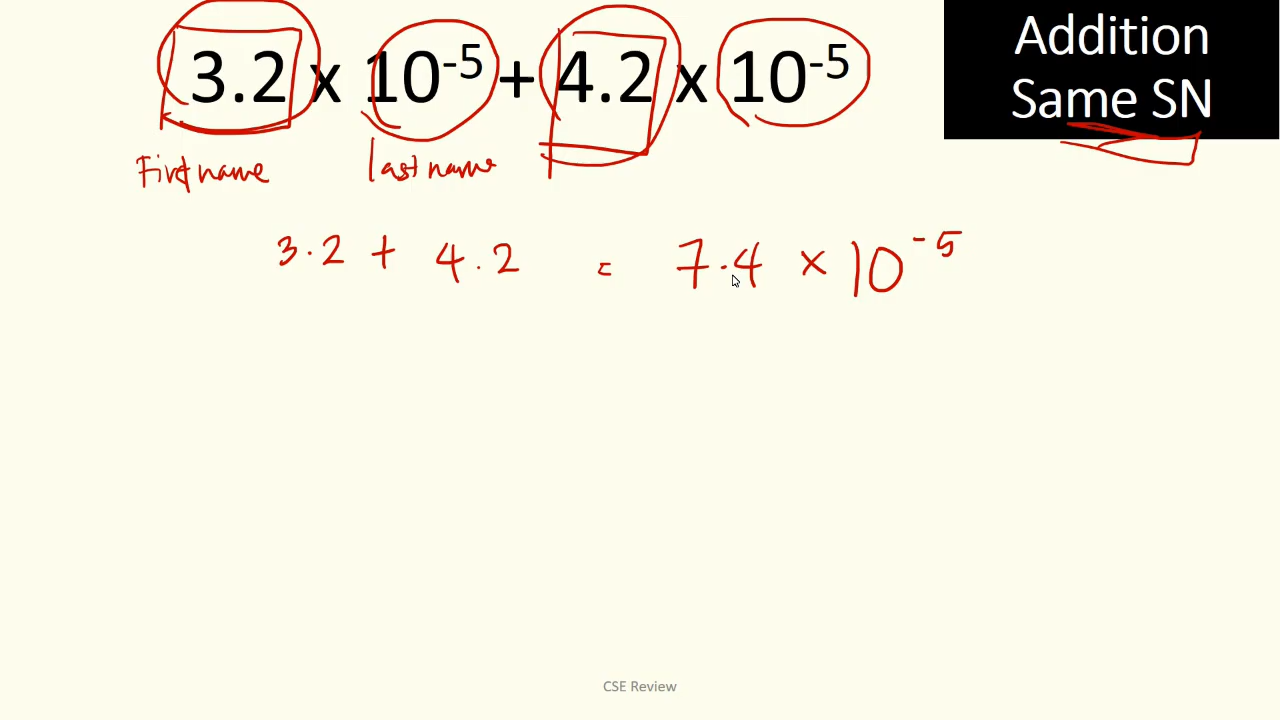 3.2 x 10⁻⁵ + 4.2 x 10⁻⁵
Addition
Same SN
First name
last name
3.2 + 4.2 = 7.4 x 10⁻⁵
CSE Review